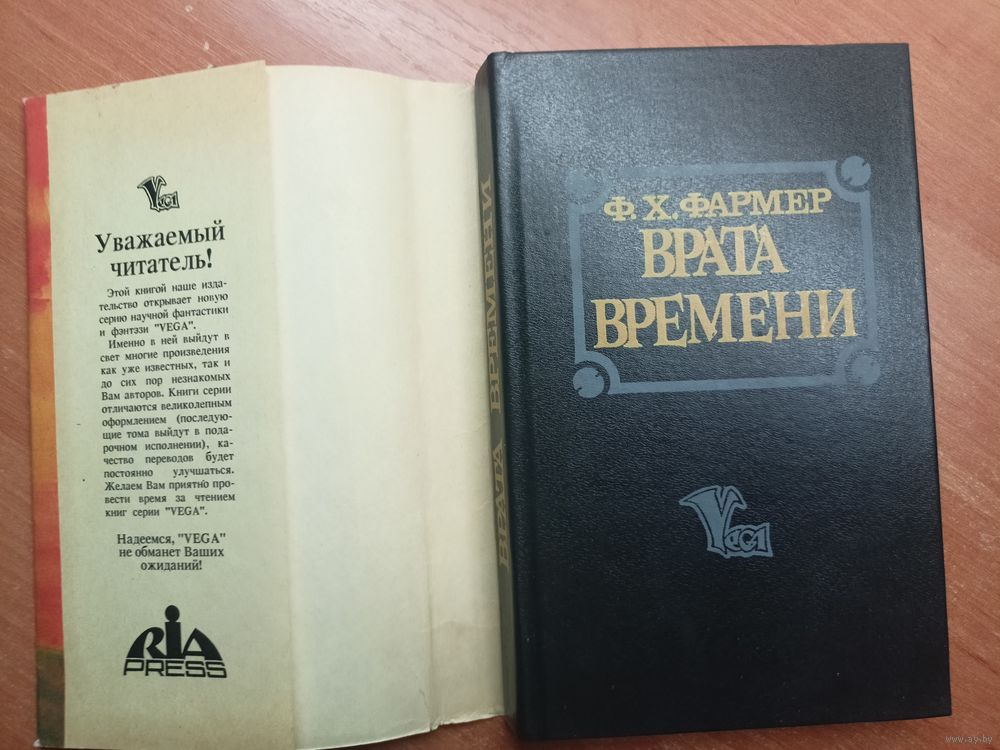 Vega
Уважаемый
читатель!
Этой книгой наше изда-
тельство открывает новую
серию научной фантастики
и фэнтэзи "VEGA".
Именно в ней выйдут в
свет многие произведения
как уже известных, так и
до сих пор незнакомых
Вам авторов. Книги серии
отличаются великолепным
оформлением (последую-
щие тома выйдут в пода-
рочном исполнении), ка-
чество переводов будет
постоянно улучшаться.
Желаем Вам приятно про-
вести время за чтением
книг серии "VEGA".
Надеемся, "VEGA"
не обманет Ваших
ожиданий!
RIA
PRESS
ВРАТА ВРЕМЕНИ
Ф. Х. ФАРМЕР
ВРАТА
ВРЕМЕНИ
Vega
www.ay.by